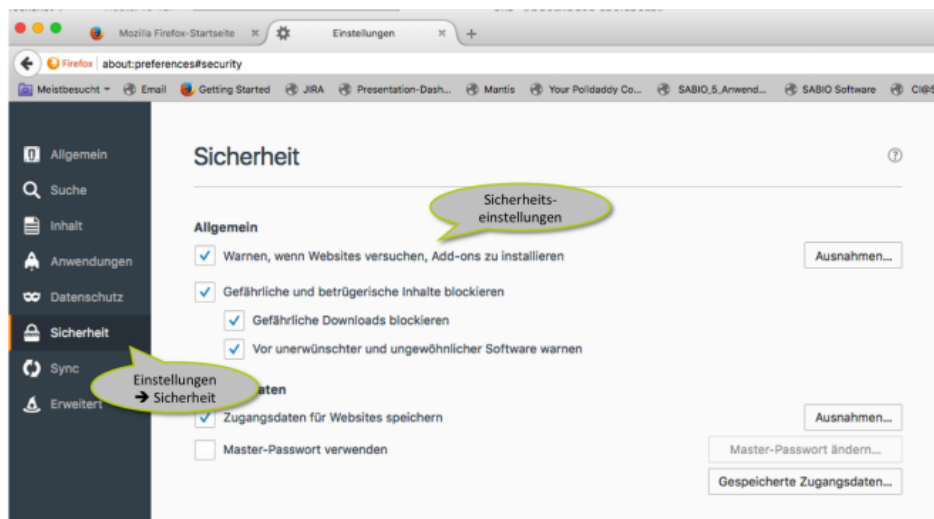 Mozilla Firefox-Startseite × Einstellungen × +
Firefox about:preferences#security
Meistbesucht Email Getting Started JIRA Presentation-Dash... Mantis Your Polldaddy Co... SABIO_5_Anwend... SABIO Software
Allgemein
Suche
Inhalt
Anwendungen
Datenschutz
Sicherheit
Sync
Erweitert
Einstellungen
➔ Sicherheit
Sicherheit
?
Sicherheits-
einstellungen
Allgemein
Warnen, wenn Websites versuchen, Add-ons zu installieren Ausnahmen...
Gefährliche und betrügerische Inhalte blockieren
Gefährliche Downloads blockieren
Vor unerwünschter und ungewöhnlicher Software warnen
Zugangsdaten für Websites speichern Ausnahmen...
Master-Passwort verwenden Master-Passwort ändern...
Gespeicherte Zugangsdaten...